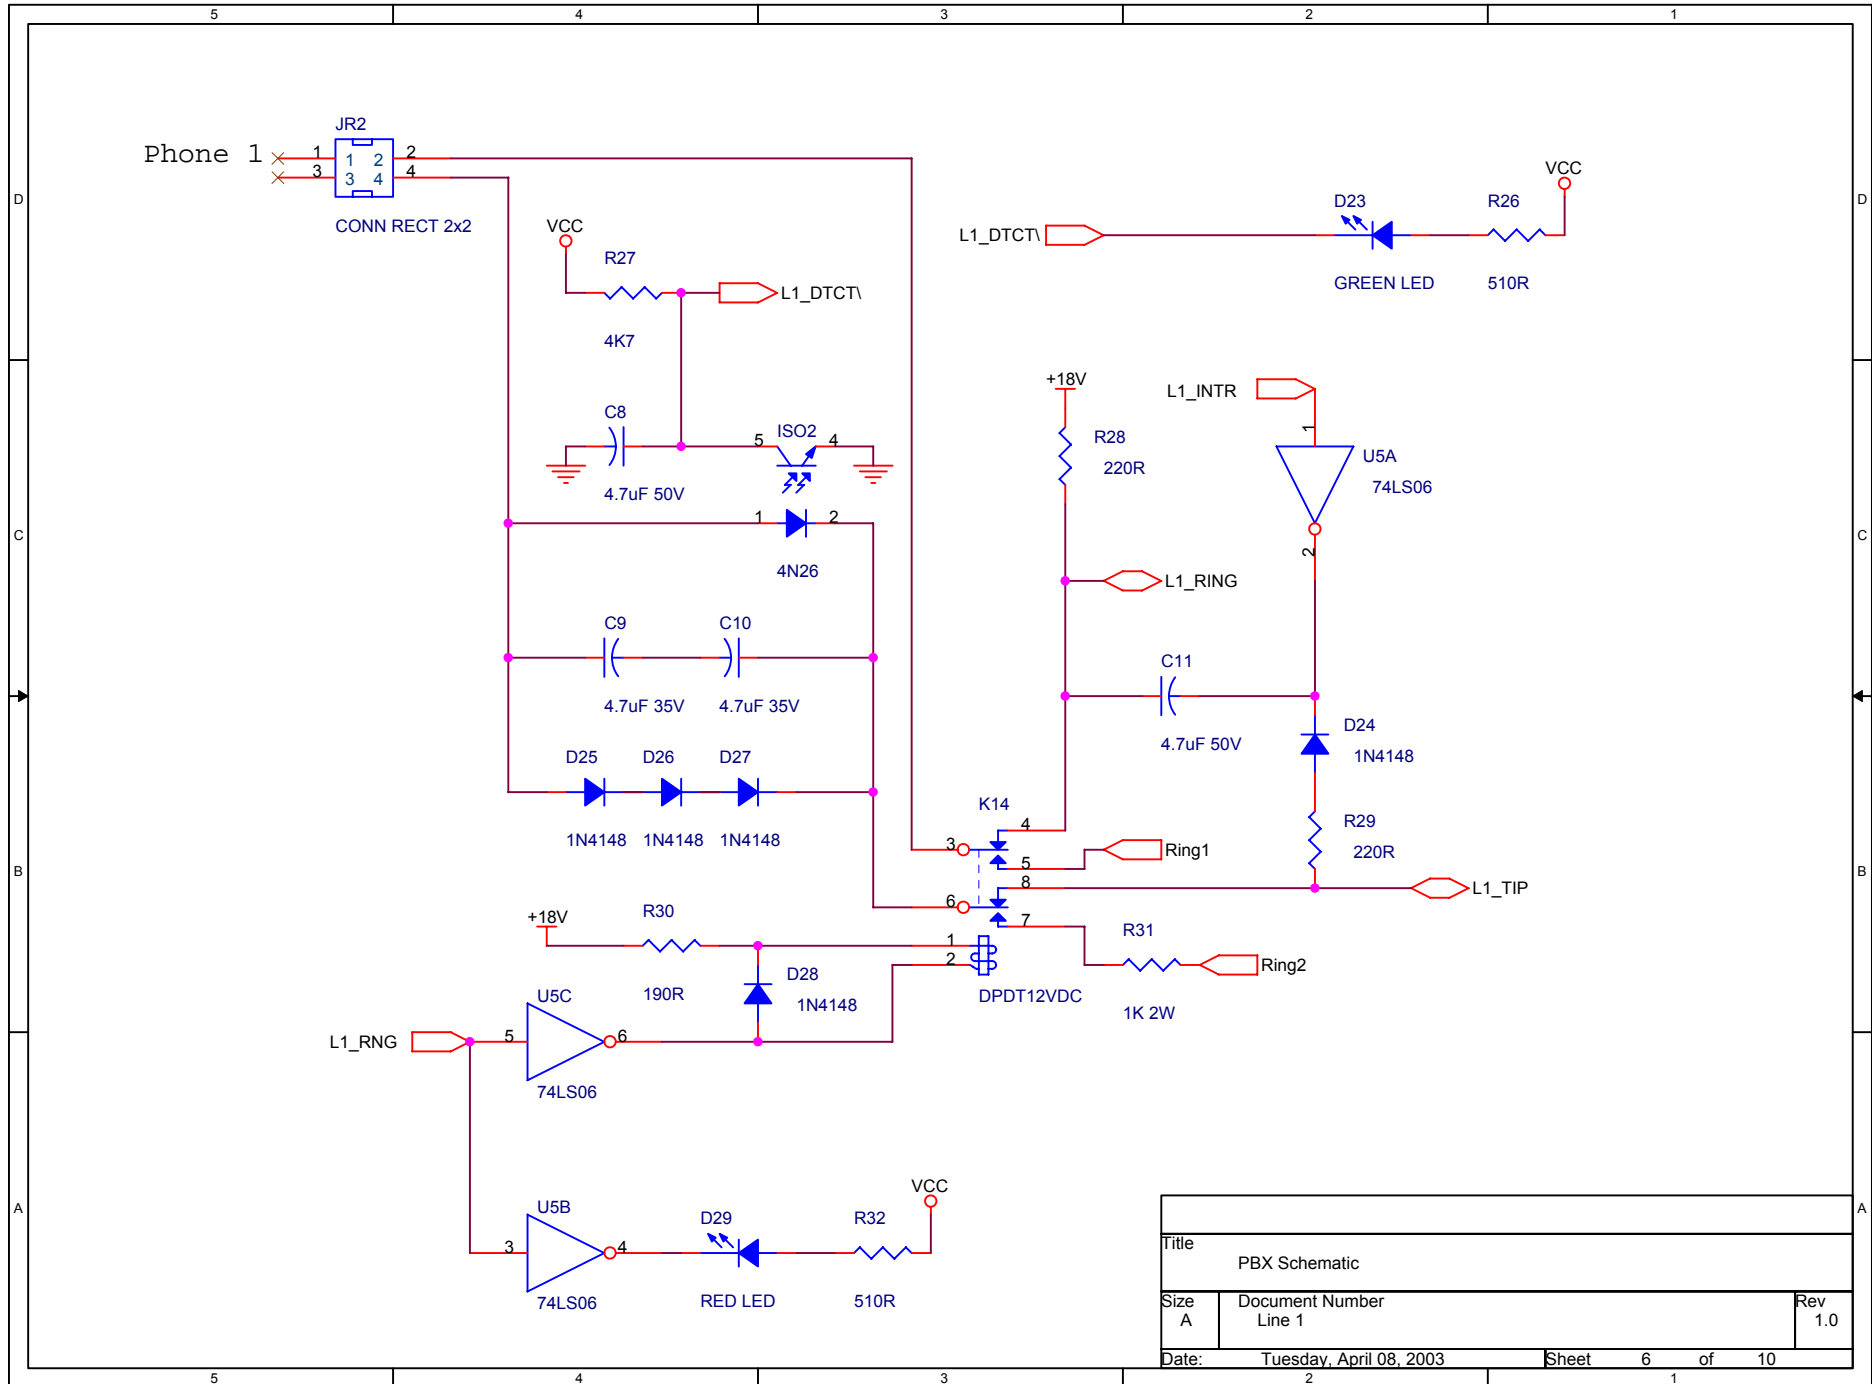 5 4 3 2 1
D D
C C
B B
A A
5 4 3 2 1
JR2
Phone 1
1 1 2 2
3 3 4 4
CONN RECT 2x2
VCC
R27
L1_DTCT\
4K7
VCC
D23 R26
L1_DTCT\
GREEN LED 510R
C8
ISO2
5 4
4.7uF 50V
1 2
4N26
+18V
L1_INTR
R28
220R
1
U5A
74LS06
2
L1_RING
C9 C10
4.7uF 35V 4.7uF 35V
C11
4.7uF 50V
D24
1N4148
D25 D26 D27
1N4148 1N4148 1N4148
K14
4
3
5
Ring1
R29
220R
8
6
7
L1_TIP
+18V
R30
190R
1
2
D28
1N4148
DPDT12VDC
R31
Ring2
1K 2W
U5C
L1_RNG
5 6
74LS06
U5B
3 4
74LS06
D29 R32
VCC
RED LED 510R
Title
PBX Schematic
Size Document Number Rev
A Line 1 1.0
Date: Tuesday, April 08, 2003 Sheet 6 of 10